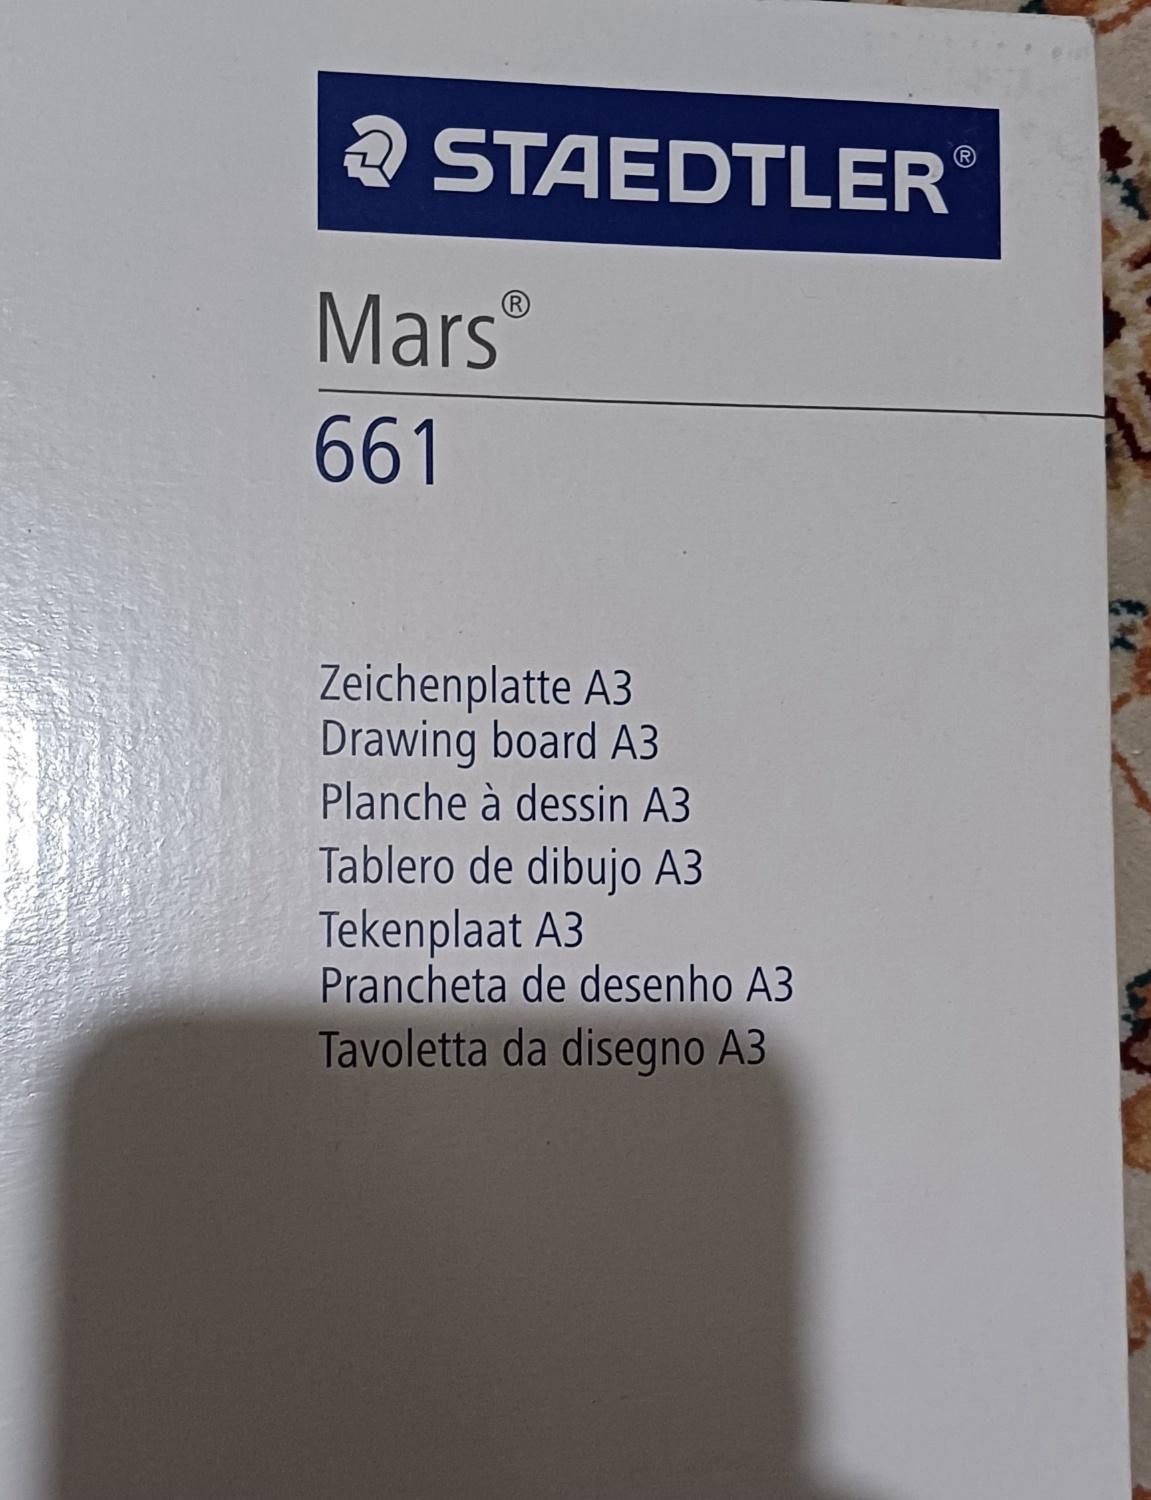 STAEDTLER®
Mars®
661
Zeichenplatte A3
Drawing board A3
Planche à dessin A3
Tablero de dibujo A3
Tekenplaat A3
Prancheta de desenho A3
Tavoletta da disegno A3